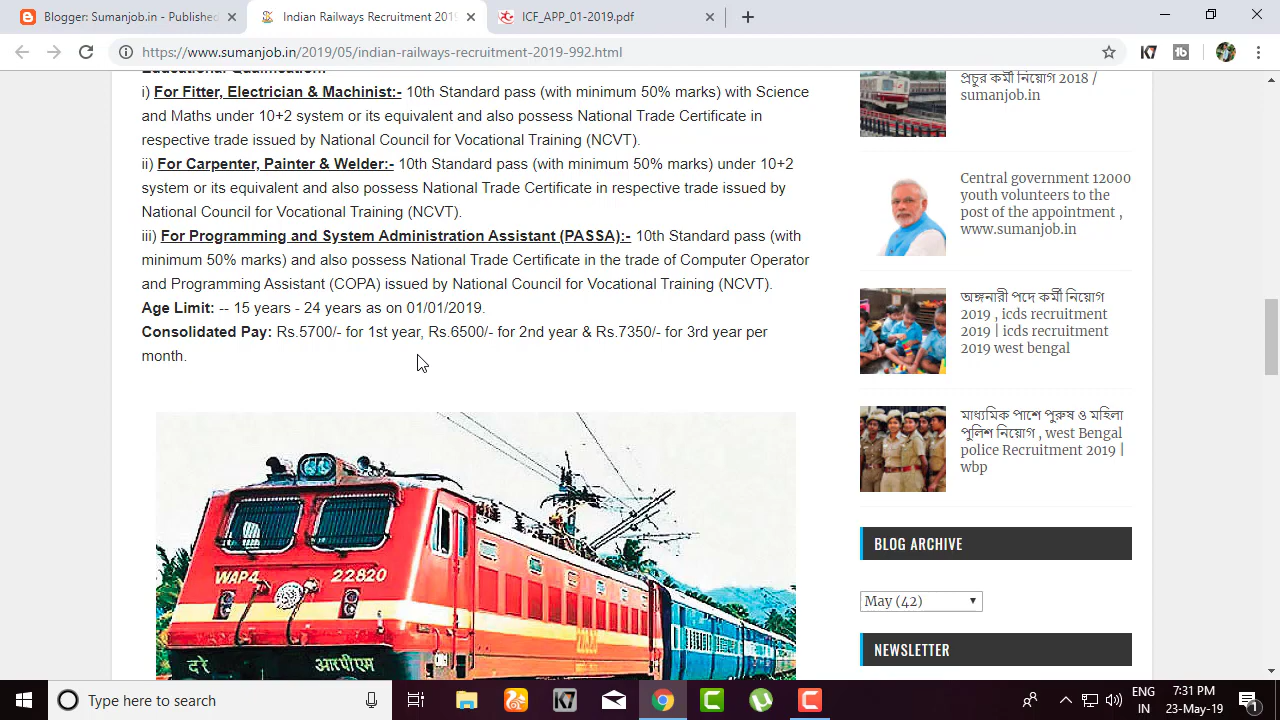 Blogger: Sumanjob.in - Published
Indian Railways Recruitment 2019
ICF_APP_01-2019.pdf
https://www.sumanjob.in/2019/05/indian-railways-recruitment-2019-992.html
Educational Qualification:-
i) For Fitter, Electrician & Machinist:- 10th Standard pass (with minimum 50% marks) with Science
and Maths under 10+2 system or its equivalent and also possess National Trade Certificate in
respective trade issued by National Council for Vocational Training (NCVT).
ii) For Carpenter, Painter & Welder:- 10th Standard pass (with minimum 50% marks) under 10+2
system or its equivalent and also possess National Trade Certificate in respective trade issued by
National Council for Vocational Training (NCVT).
iii) For Programming and System Administration Assistant (PASSA):- 10th Standard pass (with
minimum 50% marks) and also possess National Trade Certificate in the trade of Computer Operator
and Programming Assistant (COPA) issued by National Council for Vocational Training (NCVT).
Age Limit: -- 15 years - 24 years as on 01/01/2019.
Consolidated Pay: Rs.5700/- for 1st year, Rs.6500/- for 2nd year & Rs.7350/- for 3rd year per
month.
WAP4 22820
दरे आरपीएम
প্রচুর কর্মী নিয়োগ 2018 /
sumanjob.in
Central government 12000
youth volunteers to the
post of the appointment ,
www.sumanjob.in
অঙ্গনারী পদে কর্মী নিয়োগ
2019 , icds recruitment
2019 | icds recruitment
2019 west bengal
মাধ্যমিক পাশে পুরুষ ও মহিলা
পুলিশ নিয়োগ , west Bengal
police Recruitment 2019 |
wbp
BLOG ARCHIVE
May (42)
NEWSLETTER
Type here to search
ENG
IN
7:31 PM
23-May-19